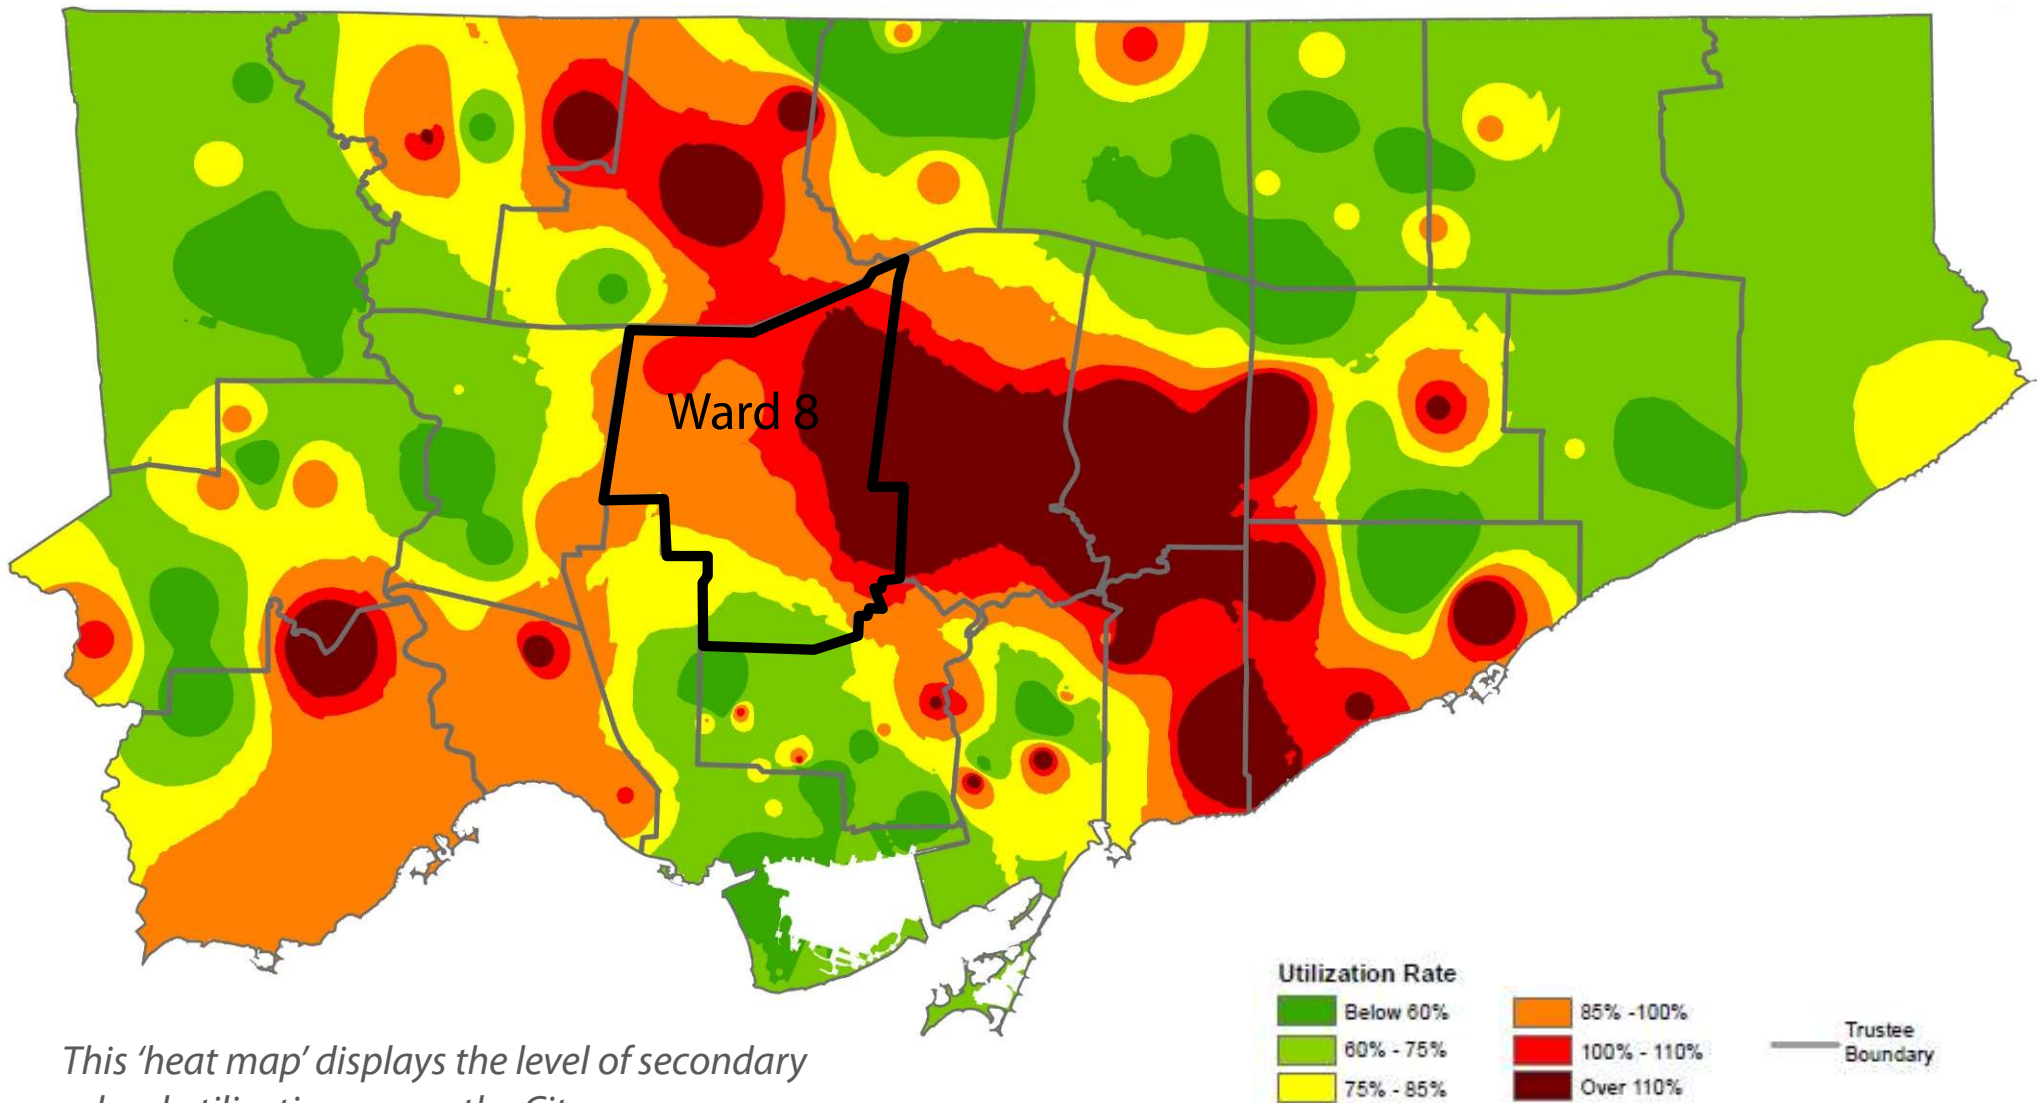 Ward 8
Utilization Rate
Below 60%
60% - 75%
75% - 85%
85% -100%
100% - 110%
Over 110%
Trustee
Boundary
This ‘heat map’ displays the level of secondary